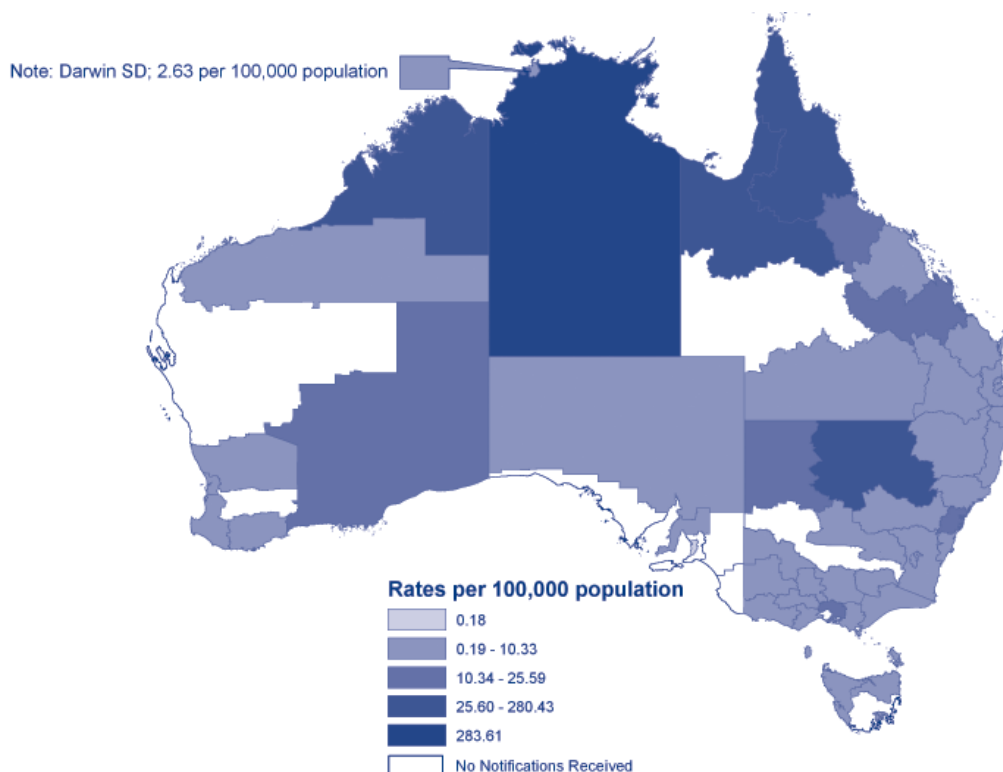 Note: Darwin SD; 2.63 per 100,000 population
Rates per 100,000 population
0.18
0.19 - 10.33
10.34 - 25.59
25.60 - 280.43
283.61
No Notifications Received